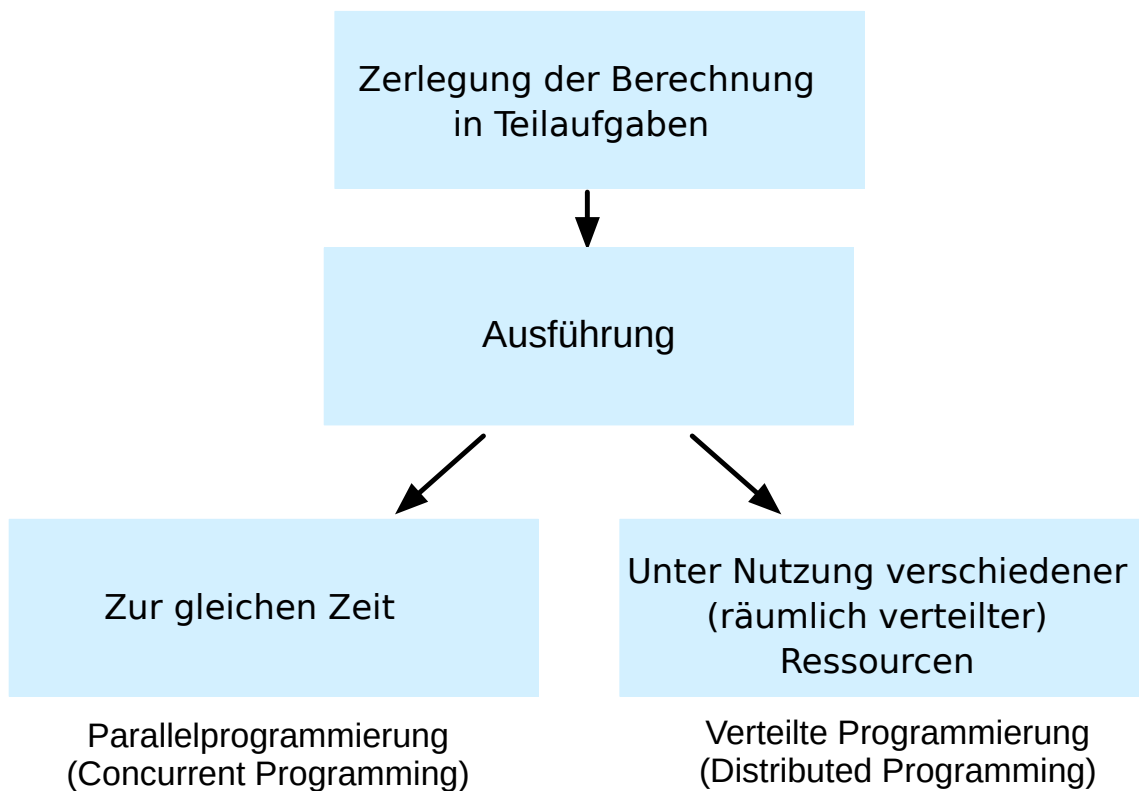 Zerlegung der Berechnung
in Teilaufgaben
Ausführung
Zur gleichen Zeit
Unter Nutzung verschiedener
(räumlich verteilter)
Ressourcen
Parallelprogrammierung
(Concurrent Programming)
Verteilte Programmierung
(Distributed Programming)